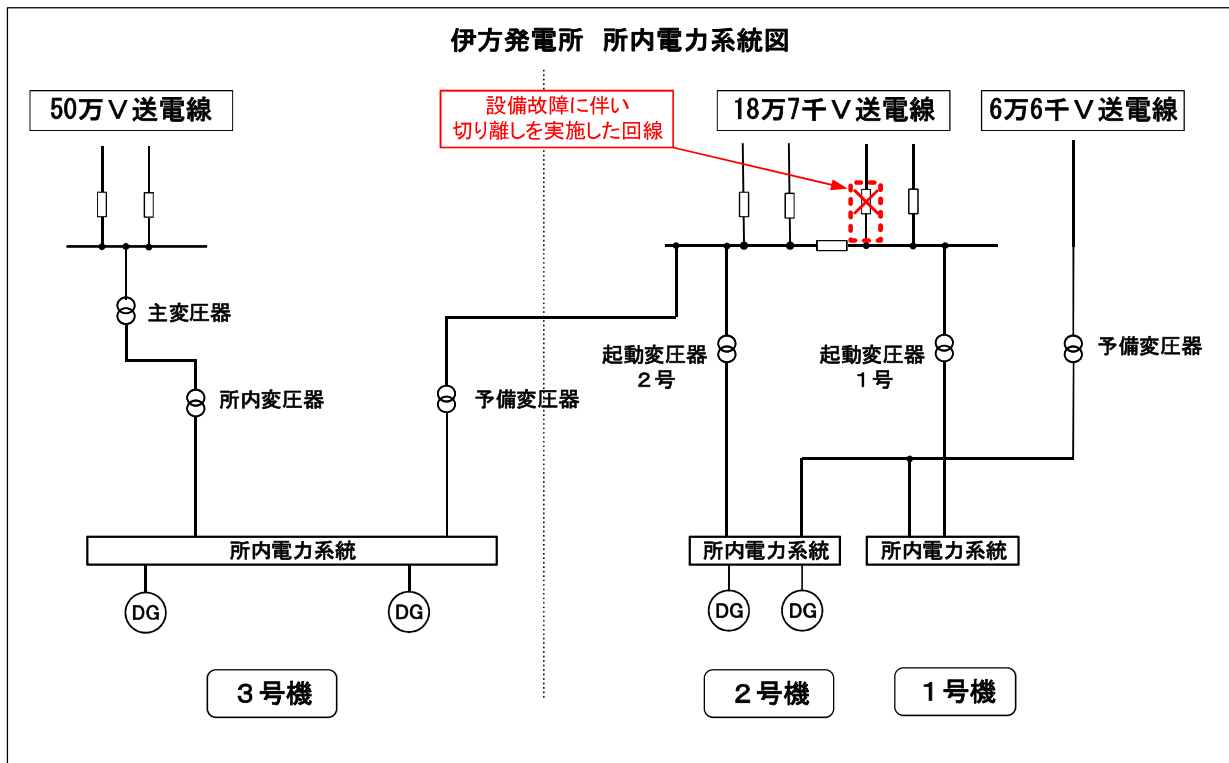 伊方発電所 所内電力系統図
50万Ⅴ送電線
設備故障に伴い
切り離しを実施した回線
18万7千Ⅴ送電線
6万6千Ⅴ送電線
主変圧器
所内変圧器
予備変圧器
起動変圧器
2号
起動変圧器
1号
予備変圧器
所内電力系統
所内電力系統
所内電力系統
DG
DG
DG
DG
3号機
2号機
1号機